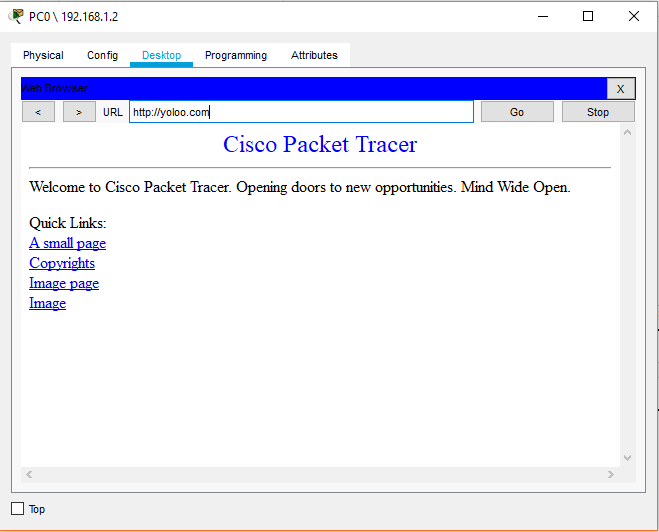 PC0 \ 192.168.1.2
Physical Config Desktop Programming Attributes
Web Browser X
< > URL http://yoloo.com Go Stop
Cisco Packet Tracer
Welcome to Cisco Packet Tracer. Opening doors to new opportunities. Mind Wide Open.
Quick Links:
A small page
Copyrights
Image page
Image
Top